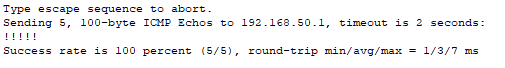 Type escape sequence to abort.
Sending 5, 100-byte ICMP Echos to 192.168.50.1, timeout is 2 seconds:
!!!!!
Success rate is 100 percent (5/5), round-trip min/avg/max = 1/3/7 ms